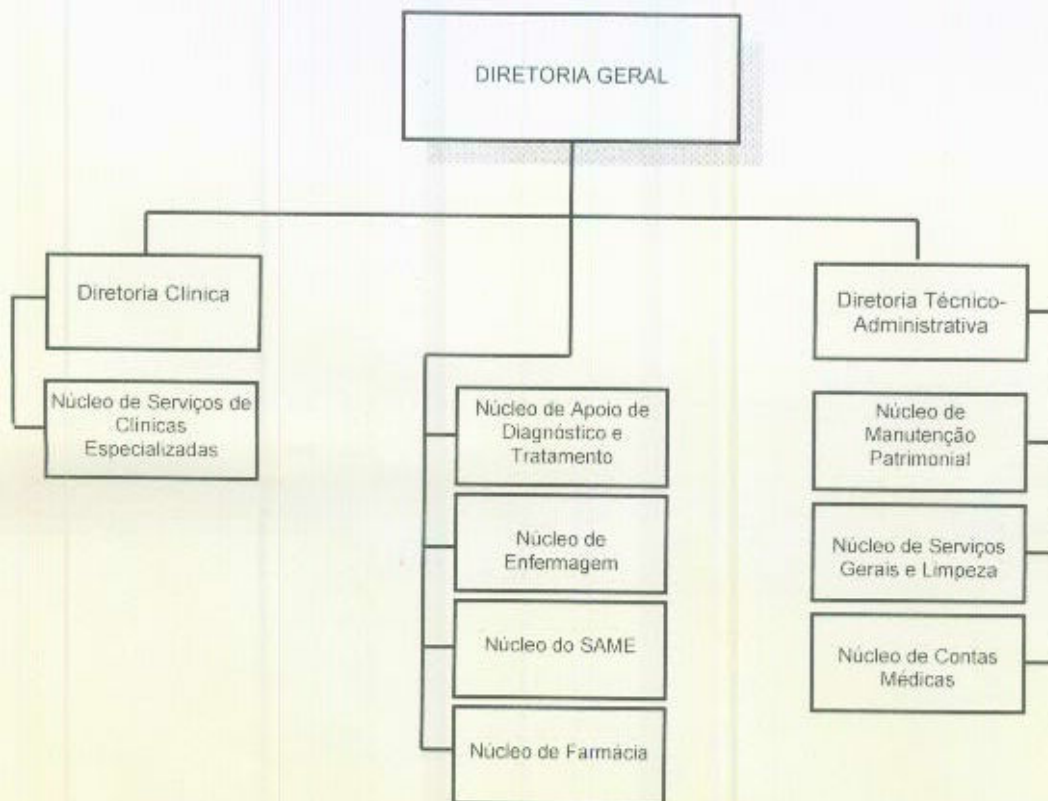 DIRETORIA GERAL
Diretoria Clínica
Núcleo de Serviços de
Clínicas
Especializadas
Núcleo de Apoio de
Diagnóstico e
Tratamento
Núcleo de
Enfermagem
Núcleo do SAME
Núcleo de Farmácia
Diretoria Técnico-
Administrativa
Núcleo de
Manutenção
Patrimonial
Núcleo de Serviços
Gerais e Limpeza
Núcleo de Contas
Médicas